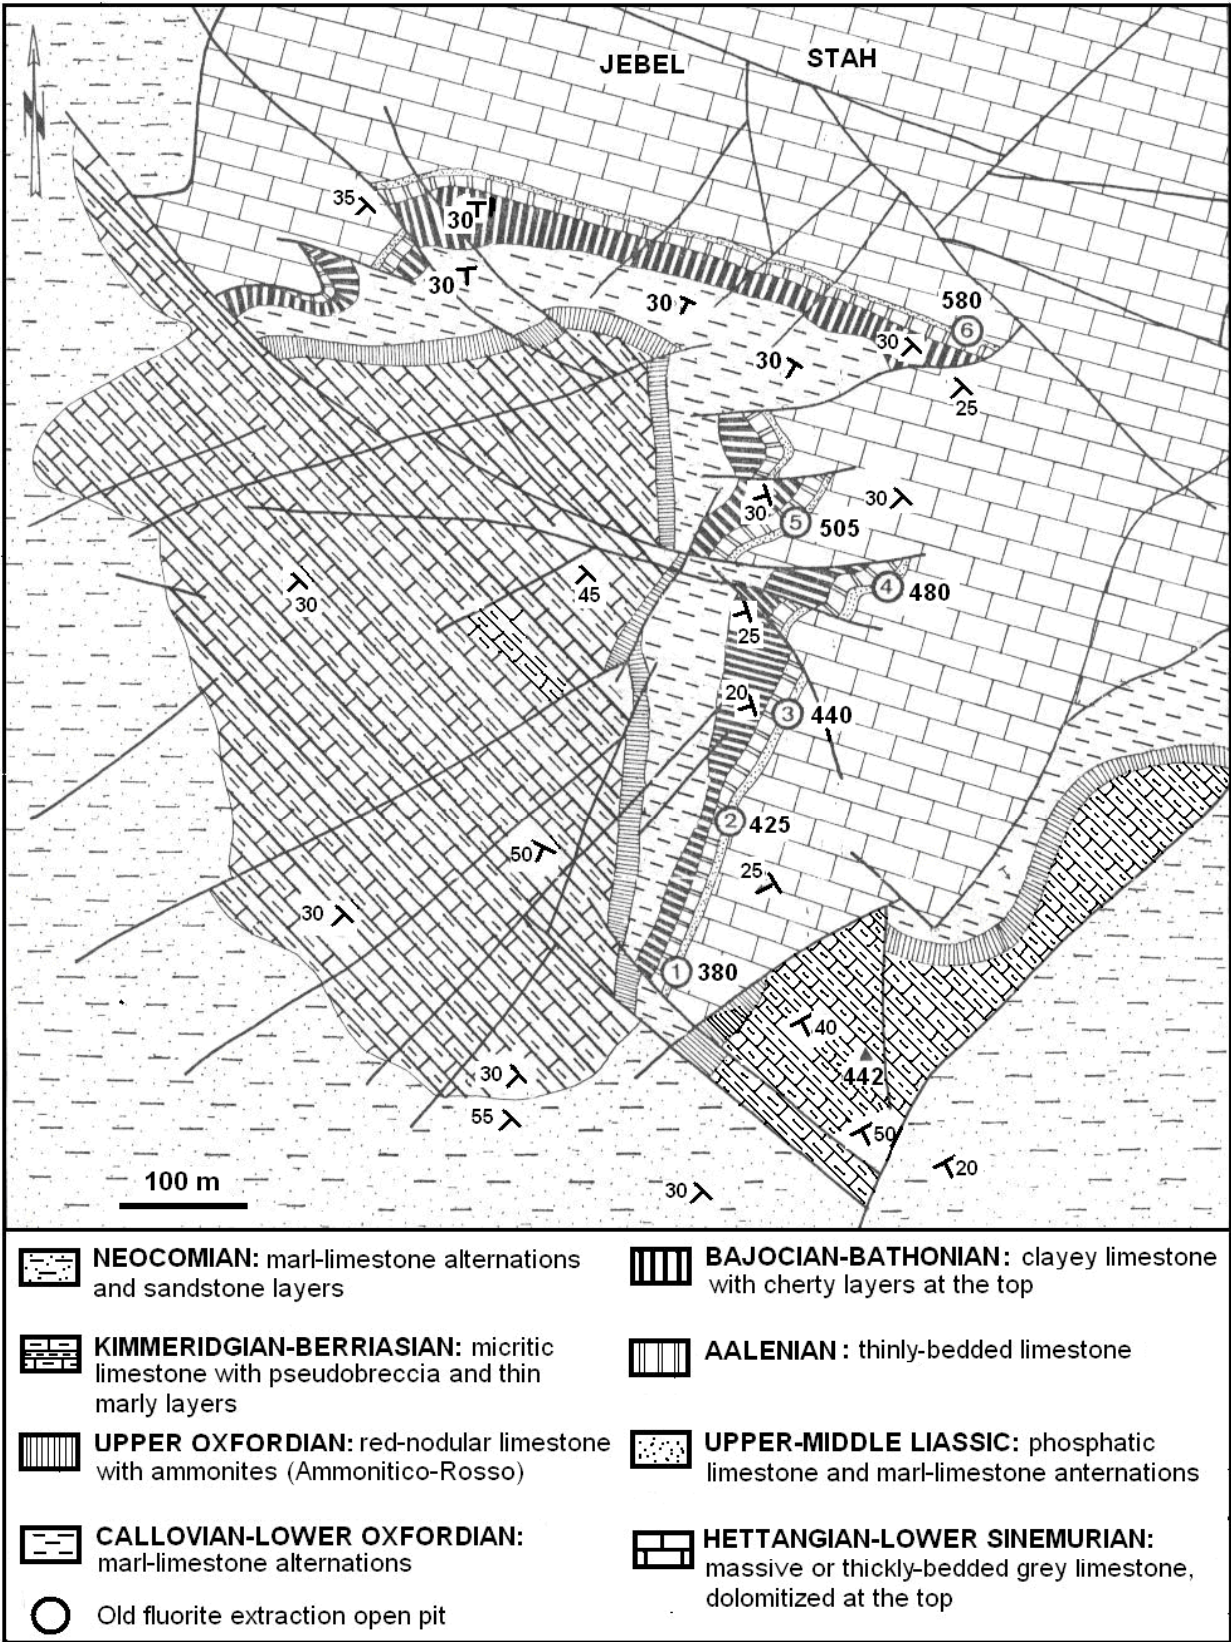 N
JEBEL STAH
35
30
30
30
580
6
30
30
25
30
30
5 505
4 480
30
45
25
20
3 440
2 425
50
25
30
1 380
40
442
30
50
55
20
30
100 m
NEOCOMIAN: marl-limestone alternations
and sandstone layers
KIMMERIDGIAN-BERRIASIAN: micritic
limestone with pseudobreccia and thin
marly layers
UPPER OXFORDIAN: red-nodular limestone
with ammonites (Ammonitico-Rosso)
CALLOVIAN-LOWER OXFORDIAN:
marl-limestone alternations
Old fluorite extraction open pit
BAJOCIAN-BATHONIAN: clayey limestone
with cherty layers at the top
AALENIAN : thinly-bedded limestone
UPPER-MIDDLE LIASSIC: phosphatic
limestone and marl-limestone anternations
HETTANGIAN-LOWER SINEMURIAN:
massive or thickly-bedded grey limestone,
dolomitized at the top